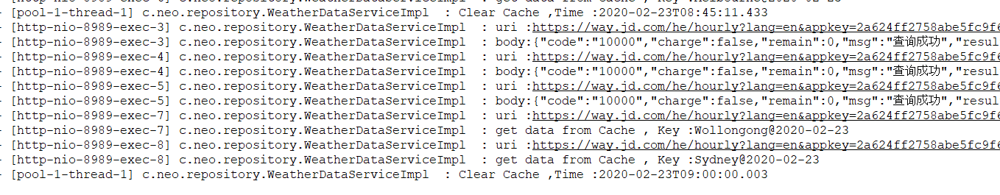 - [pool-1-thread-1] c.neo.repository.WeatherDataServiceImpl : Clear Cache ,Time :2020-02-23T08:45:11.433
- [http-nio-8989-exec-3] c.neo.repository.WeatherDataServiceImpl : uri :https://way.jd.com/he/hourly?lang=en&appkey=2a624ff2758abe5fc9f6
- [http-nio-8989-exec-3] c.neo.repository.WeatherDataServiceImpl : body:{"code":"10000","charge":false,"remain":0,"msg":"查询成功","resul
- [http-nio-8989-exec-4] c.neo.repository.WeatherDataServiceImpl : uri :https://way.jd.com/he/hourly?lang=en&appkey=2a624ff2758abe5fc9f6
- [http-nio-8989-exec-4] c.neo.repository.WeatherDataServiceImpl : body:{"code":"10000","charge":false,"remain":0,"msg":"查询成功","resul
- [http-nio-8989-exec-5] c.neo.repository.WeatherDataServiceImpl : uri :https://way.jd.com/he/hourly?lang=en&appkey=2a624ff2758abe5fc9f6
- [http-nio-8989-exec-5] c.neo.repository.WeatherDataServiceImpl : body:{"code":"10000","charge":false,"remain":0,"msg":"查询成功","resul
- [http-nio-8989-exec-7] c.neo.repository.WeatherDataServiceImpl : uri :https://way.jd.com/he/hourly?lang=en&appkey=2a624ff2758abe5fc9f6
- [http-nio-8989-exec-7] c.neo.repository.WeatherDataServiceImpl : get data from Cache , Key :Wollongong@2020-02-23
- [http-nio-8989-exec-8] c.neo.repository.WeatherDataServiceImpl : uri :https://way.jd.com/he/hourly?lang=en&appkey=2a624ff2758abe5fc9f6
- [http-nio-8989-exec-8] c.neo.repository.WeatherDataServiceImpl : get data from Cache , Key :Sydney@2020-02-23
- [pool-1-thread-1] c.neo.repository.WeatherDataServiceImpl : Clear Cache ,Time :2020-02-23T09:00:00.003